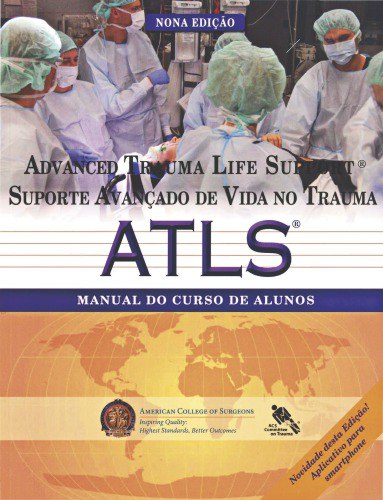 NONA EDIÇÃO
ADVANCED TRAUMA LIFE SUPPORT®
SUPORTE AVANÇADO DE VIDA NO TRAUMA
ATLS®
MANUAL DO CURSO DE ALUNOS
AMERICAN COLLEGE OF SURGEONS
Inspiring Quality:
Highest Standards, Better Outcomes
ACS
Committee
on Trauma
Novidade desta Edição!
Aplicativo para
smartphone